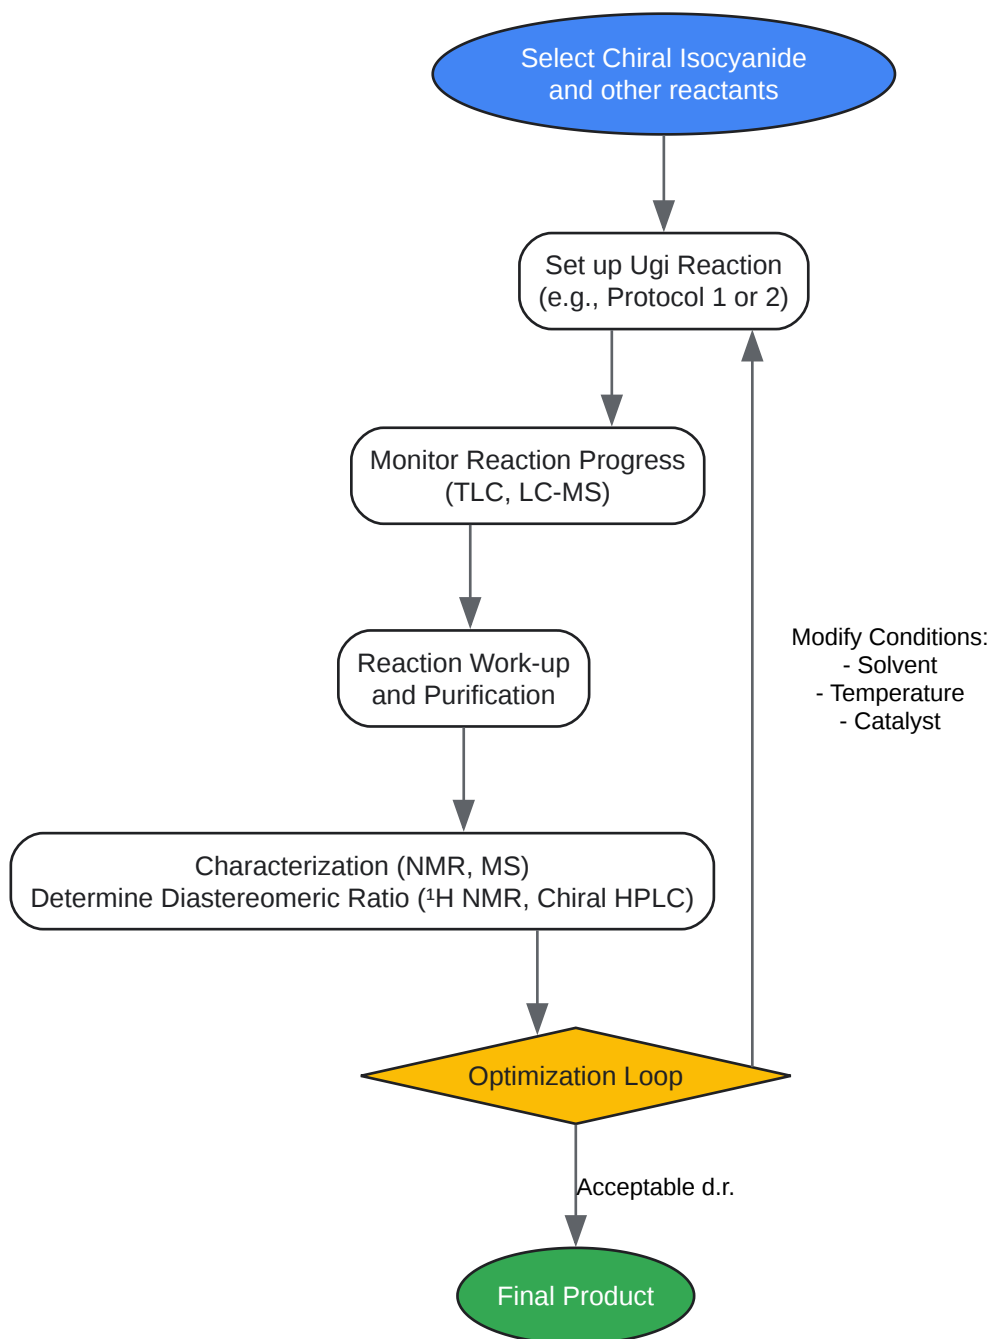 Select Chiral Isocyanide
and other reactants
Set up Ugi Reaction
(e.g., Protocol 1 or 2)
Monitor Reaction Progress
(TLC, LC-MS)
Modify Conditions:
- Solvent
- Temperature
- Catalyst
Reaction Work-up
and Purification
Characterization (NMR, MS)
Determine Diastereomeric Ratio (¹H NMR, Chiral HPLC)
Optimization Loop
Acceptable d.r.
Final Product